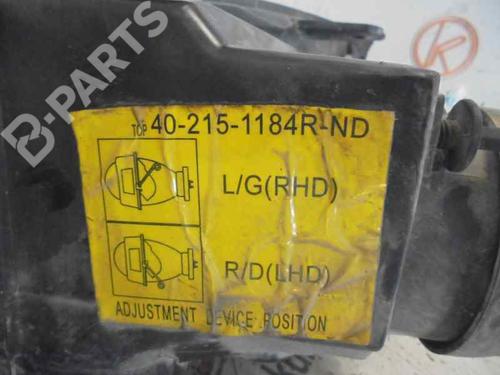 B-PARTS
TOP 40-215-1184R-ND
L/G(RHD)
R/D(LHD)
ADJUSTMENT DEVICE POSITION